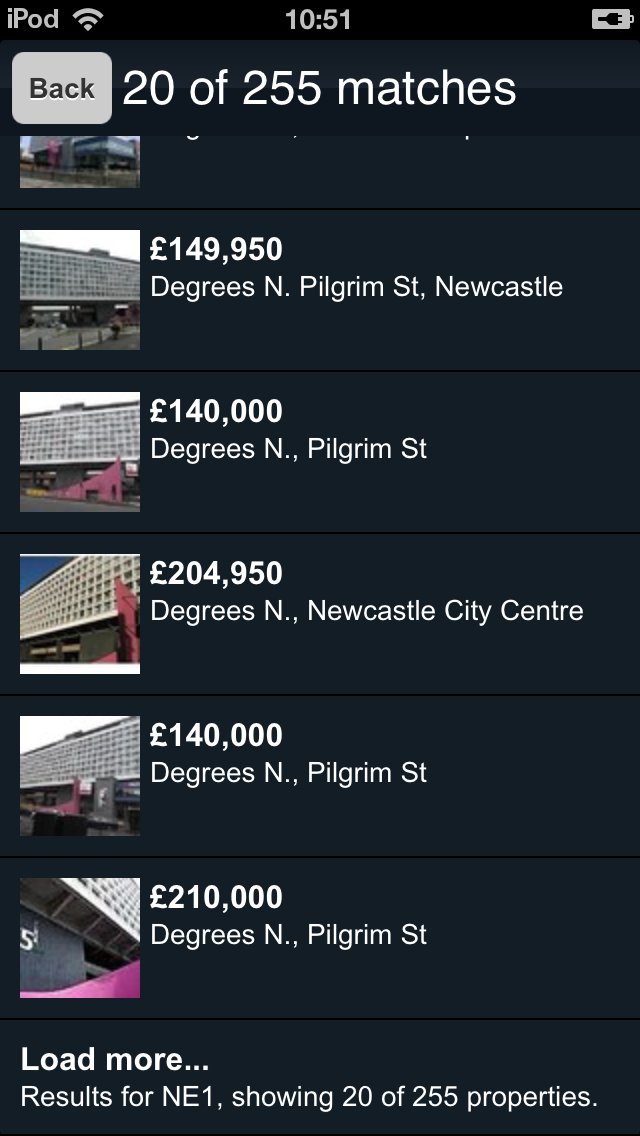 iPod 10:51
Back 20 of 255 matches
£149,950
Degrees N. Pilgrim St, Newcastle
£140,000
Degrees N., Pilgrim St
£204,950
Degrees N., Newcastle City Centre
£140,000
Degrees N., Pilgrim St
£210,000
Degrees N., Pilgrim St
Load more...
Results for NE1, showing 20 of 255 properties.